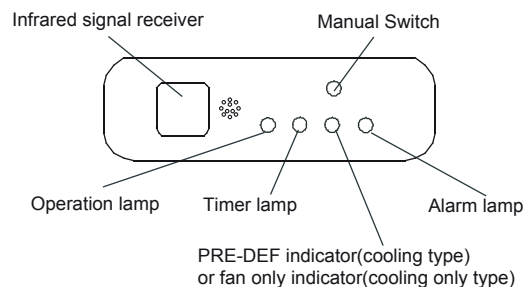 Infrared signal receiver
Manual Switch
Operation lamp
Timer lamp
Alarm lamp
PRE-DEF indicator(cooling type)
or fan only indicator(cooling only type)